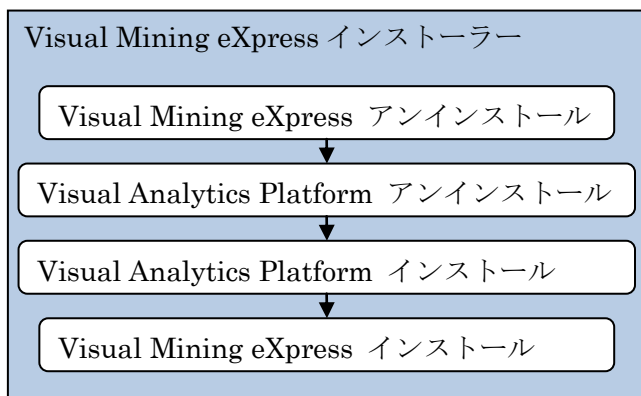 Visual Mining eXpress インストーラー
Visual Mining eXpress アンインストール
Visual Analytics Platform アンインストール
Visual Analytics Platform インストール
Visual Mining eXpress インストール